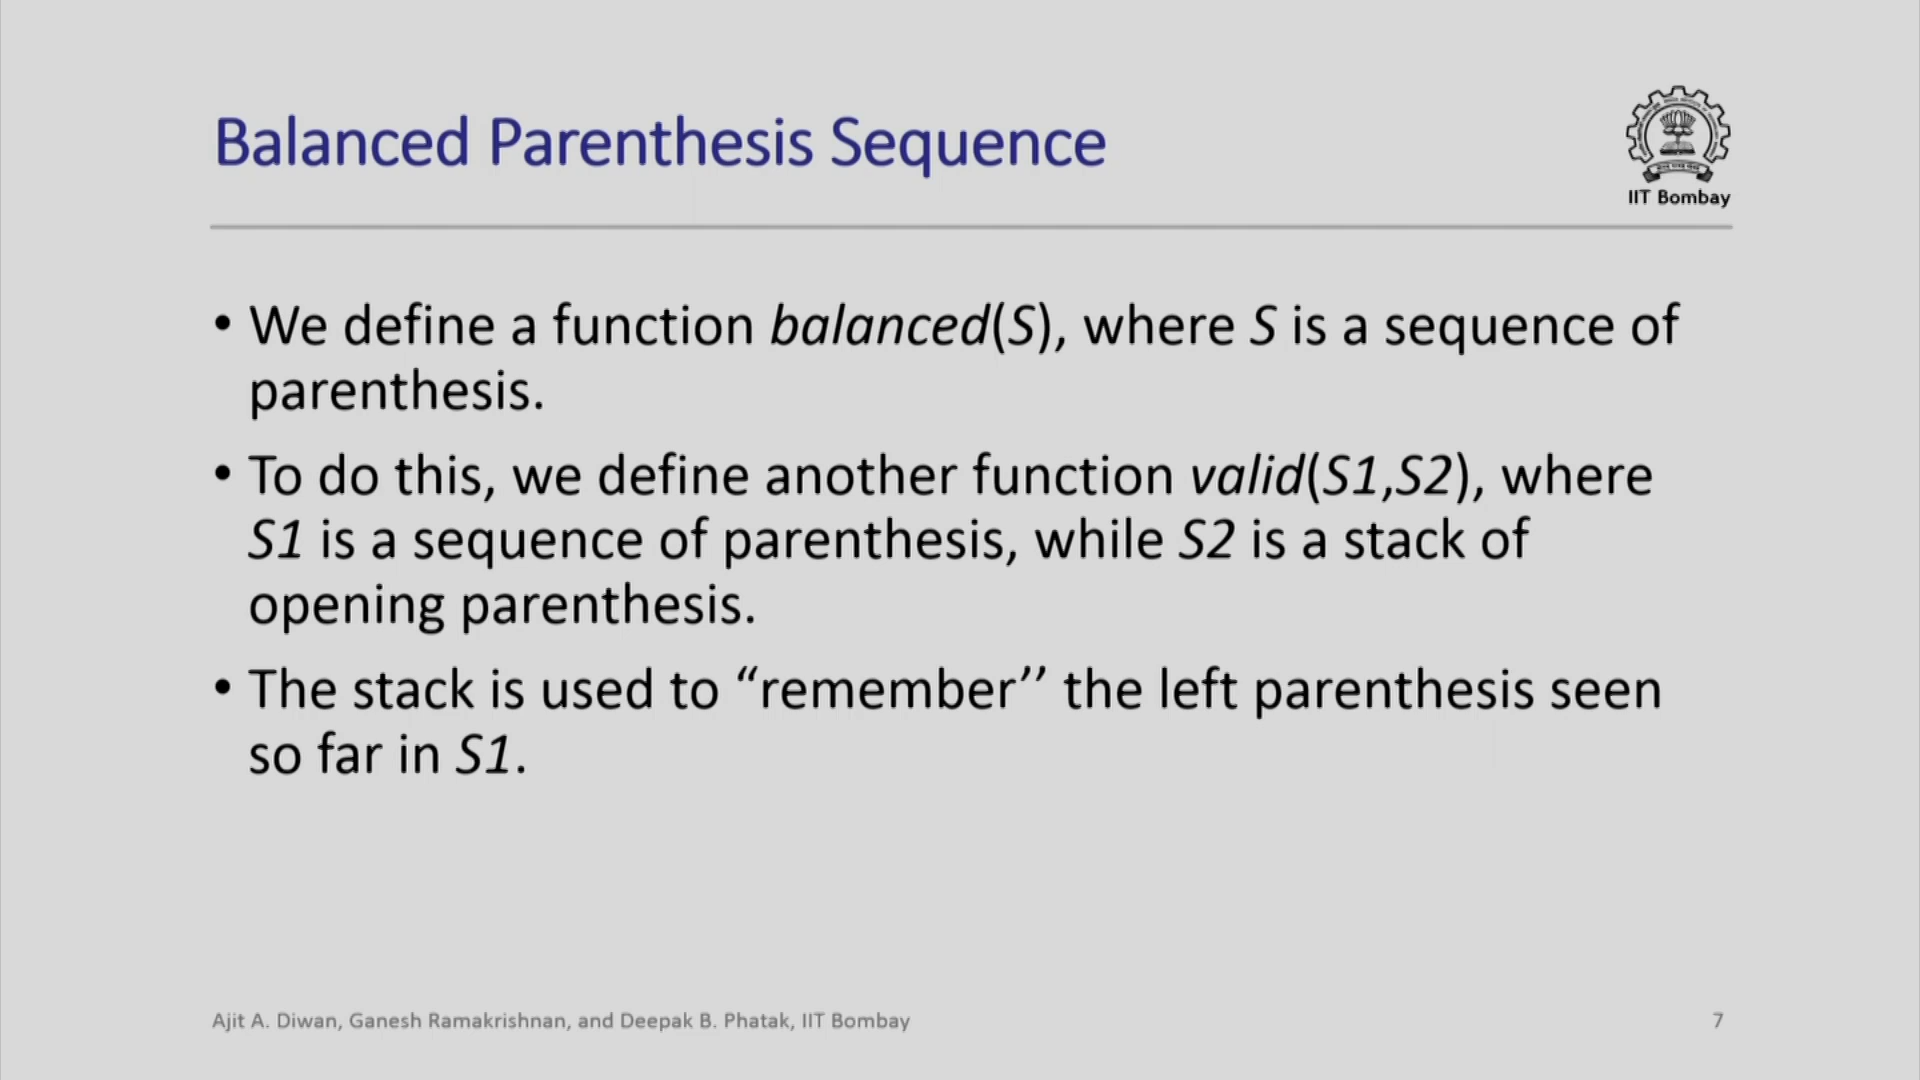 Balanced Parenthesis Sequence
IIT Bombay
• We define a function balanced(S), where S is a sequence of
parenthesis.
• To do this, we define another function valid(S1,S2), where
S1 is a sequence of parenthesis, while S2 is a stack of
opening parenthesis.
• The stack is used to “remember’’ the left parenthesis seen
so far in S1.
Ajit A. Diwan, Ganesh Ramakrishnan, and Deepak B. Phatak, IIT Bombay
7